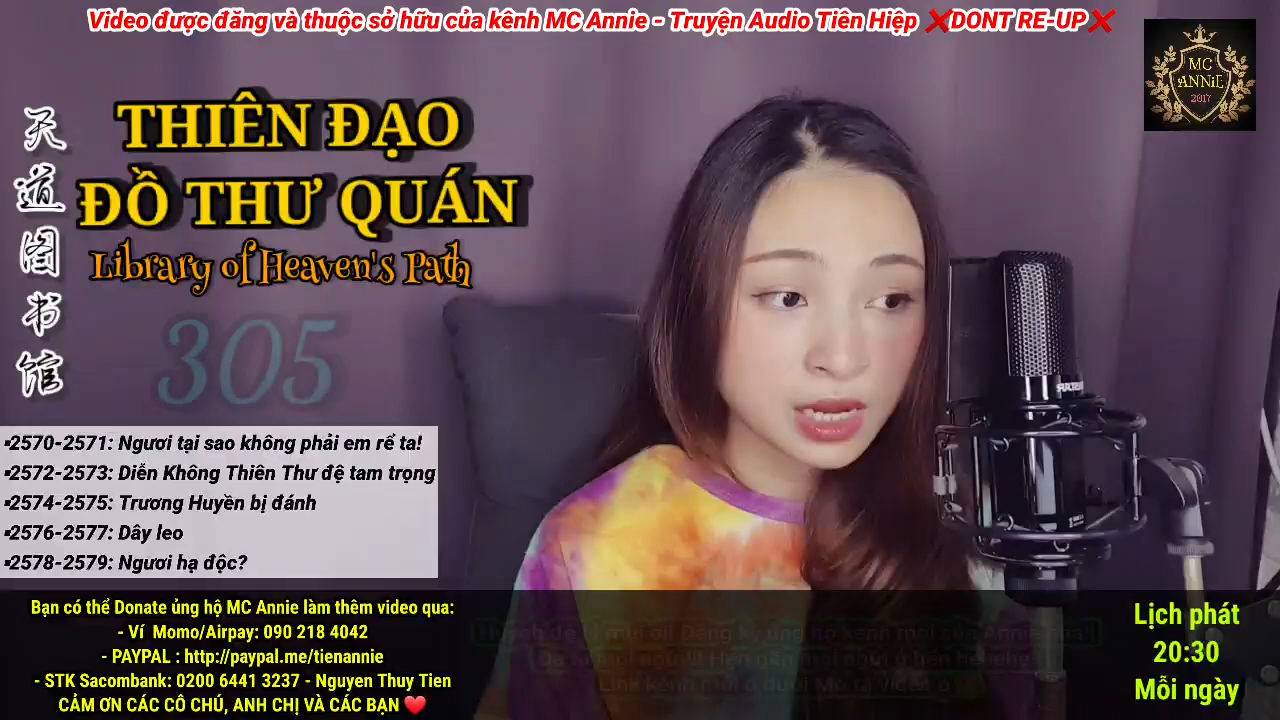 Video được đăng và thuộc sở hữu của kênh MC Annie - Truyện Audio Tiên Hiệp ❌DONT RE-UP❌
MC
ANNiE
2017
天道图书馆
THIÊN ĐẠO
ĐỒ THƯ QUÁN
Library of Heaven's Path
305
▪2570-2571: Ngươi tại sao không phải em rể ta!
▪2572-2573: Diễn Không Thiên Thư đệ tam trọng
▪2574-2575: Trương Huyền bị đánh
▪2576-2577: Dây leo
▪2578-2579: Ngươi hạ độc?
Bạn có thể Donate ủng hộ MC Annie làm thêm video qua:
- Ví Momo/Airpay: 090 218 4042
- PAYPAL : http://paypal.me/tienannie
- STK Sacombank: 0200 6441 3237 - Nguyen Thuy Tien
CẢM ƠN CÁC CÔ CHÚ, ANH CHỊ VÀ CÁC BẠN ❤️
Lịch phát
20:30
Mỗi ngày